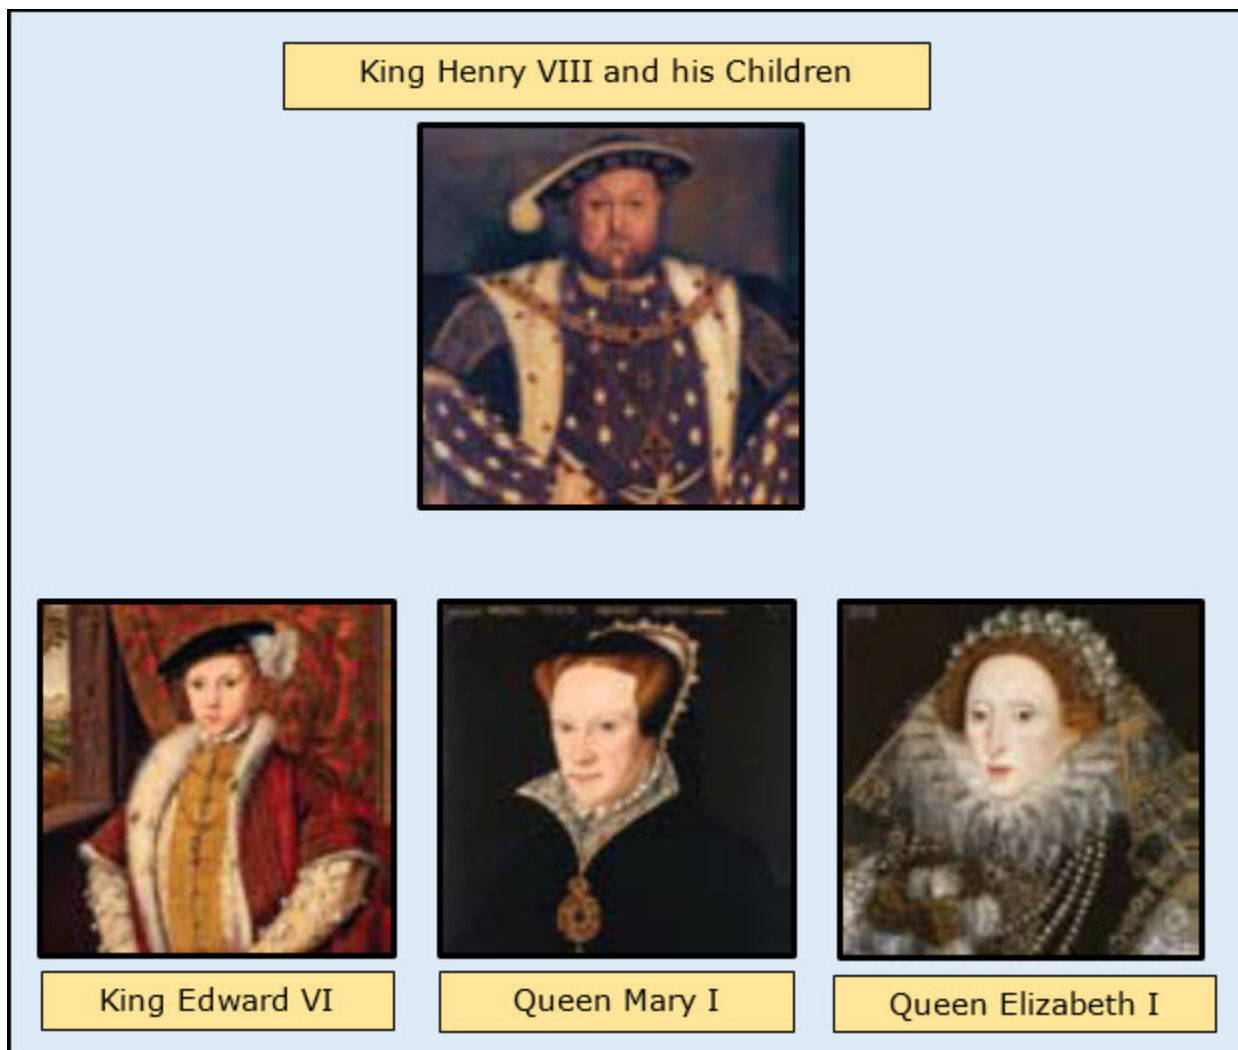 King Henry VIII and his Children
King Edward VI
Queen Mary I
Queen Elizabeth I